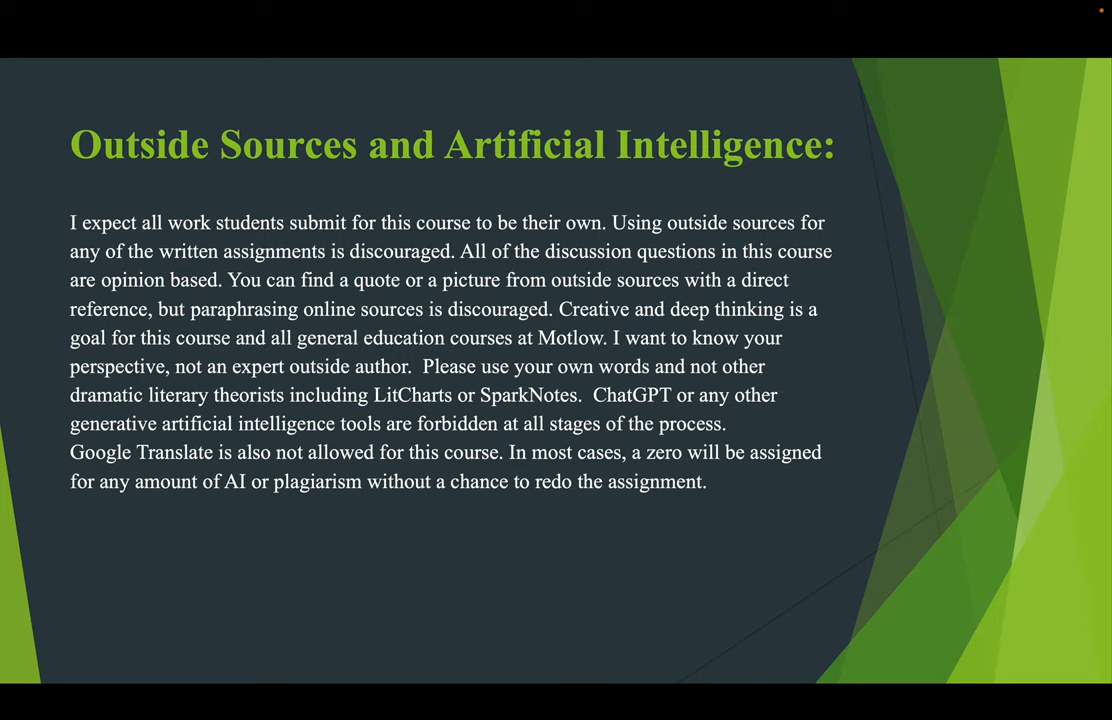 Outside Sources and Artificial Intelligence:
I expect all work students submit for this course to be their own. Using outside sources for
any of the written assignments is discouraged. All of the discussion questions in this course
are opinion based. You can find a quote or a picture from outside sources with a direct
reference, but paraphrasing online sources is discouraged. Creative and deep thinking is a
goal for this course and all general education courses at Motlow. I want to know your
perspective, not an expert outside author.  Please use your own words and not other
dramatic literary theorists including LitCharts or SparkNotes.  ChatGPT or any other
generative artificial intelligence tools are forbidden at all stages of the process.
Google Translate is also not allowed for this course. In most cases, a zero will be assigned
for any amount of AI or plagiarism without a chance to redo the assignment.